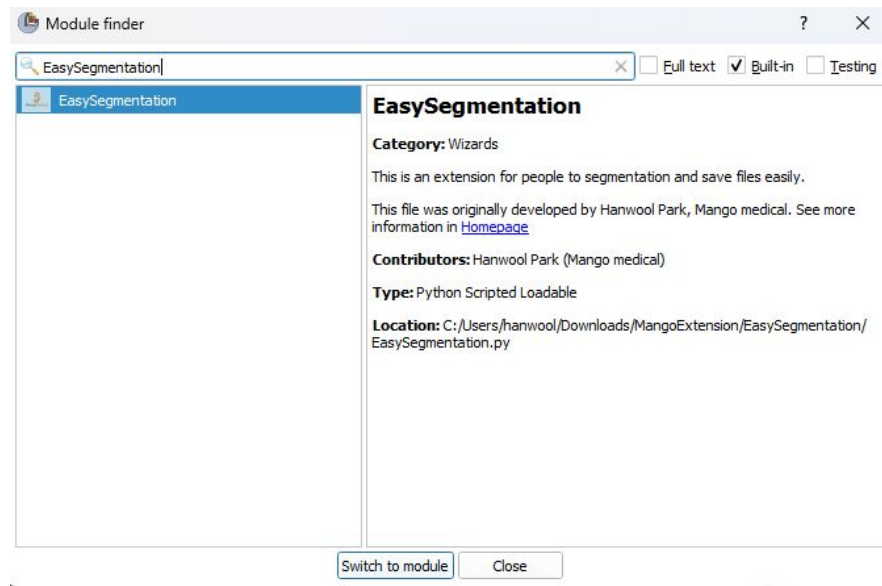 Module finder
? ×
EasySegmentation × Full text Built-in Testing
EasySegmentation
EasySegmentation
Category: Wizards
This is an extension for people to segmentation and save files easily.
This file was originally developed by Hanwool Park, Mango medical. See more
information in Homepage
Contributors: Hanwool Park (Mango medical)
Type: Python Scripted Loadable
Location: C:/Users/hanwool/Downloads/MangoExtension/EasySegmentation/
EasySegmentation.py
Switch to module Close